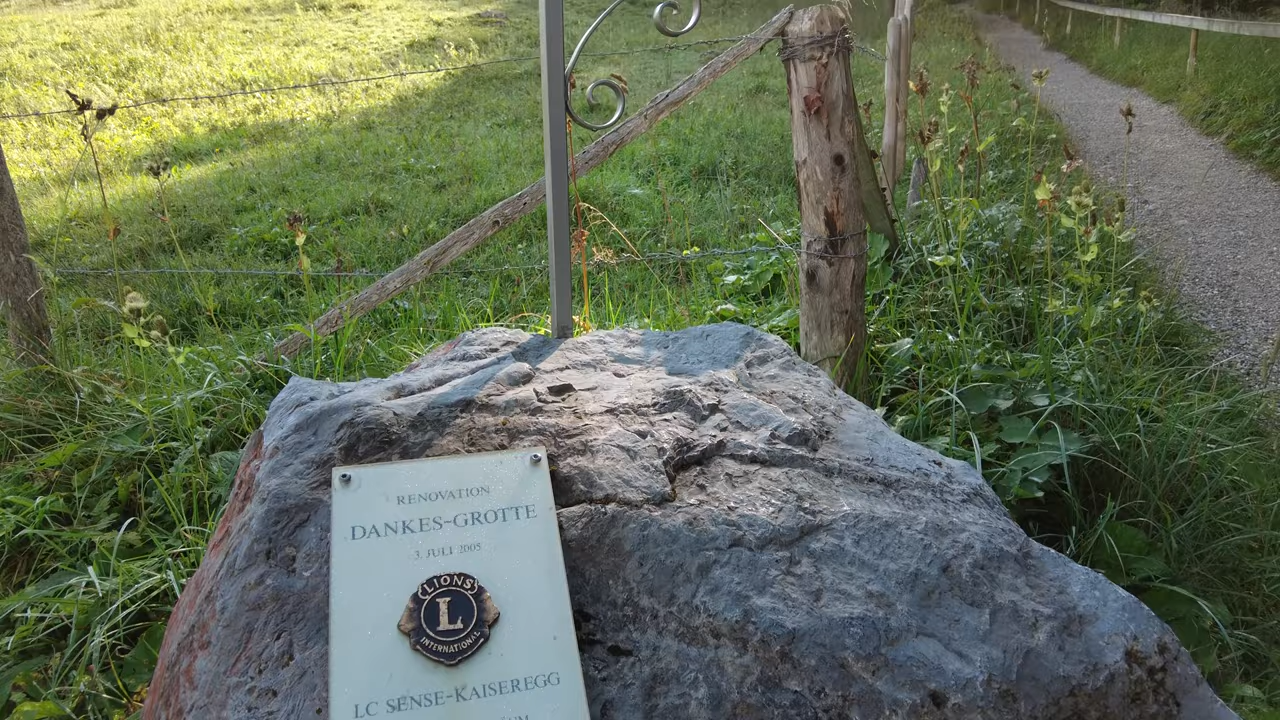 RENOVATION
DANKES-GROTTE
3. JULI 2005
LIONS
L
INTERNATIONAL
LC SENSE-KAISEREGG